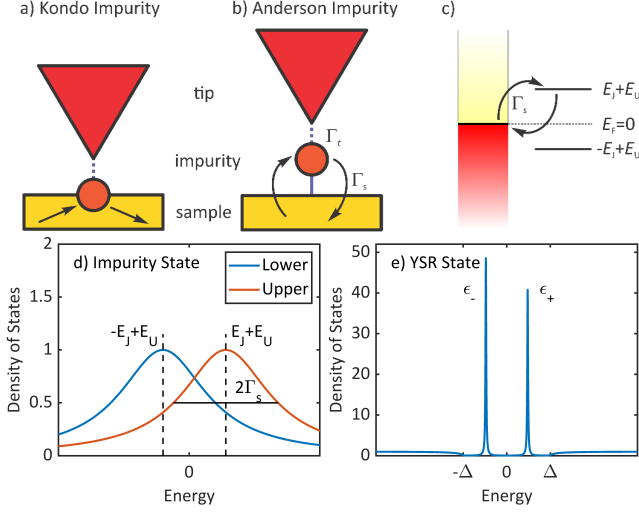 a) Kondo Impurity
b) Anderson Impurity
c)
tip
impurity
sample
Γt
Γs
Γs
EJ+EU
EF=0
-EJ+EU
d) Impurity State
Lower
Upper
-EJ+EU
EJ+EU
2Γs
Density of States
2
1.5
1
0.5
0
0
Energy
e) YSR State
ϵ-
ϵ+
Density of States
50
40
30
20
10
0
-Δ
0
Δ
Energy